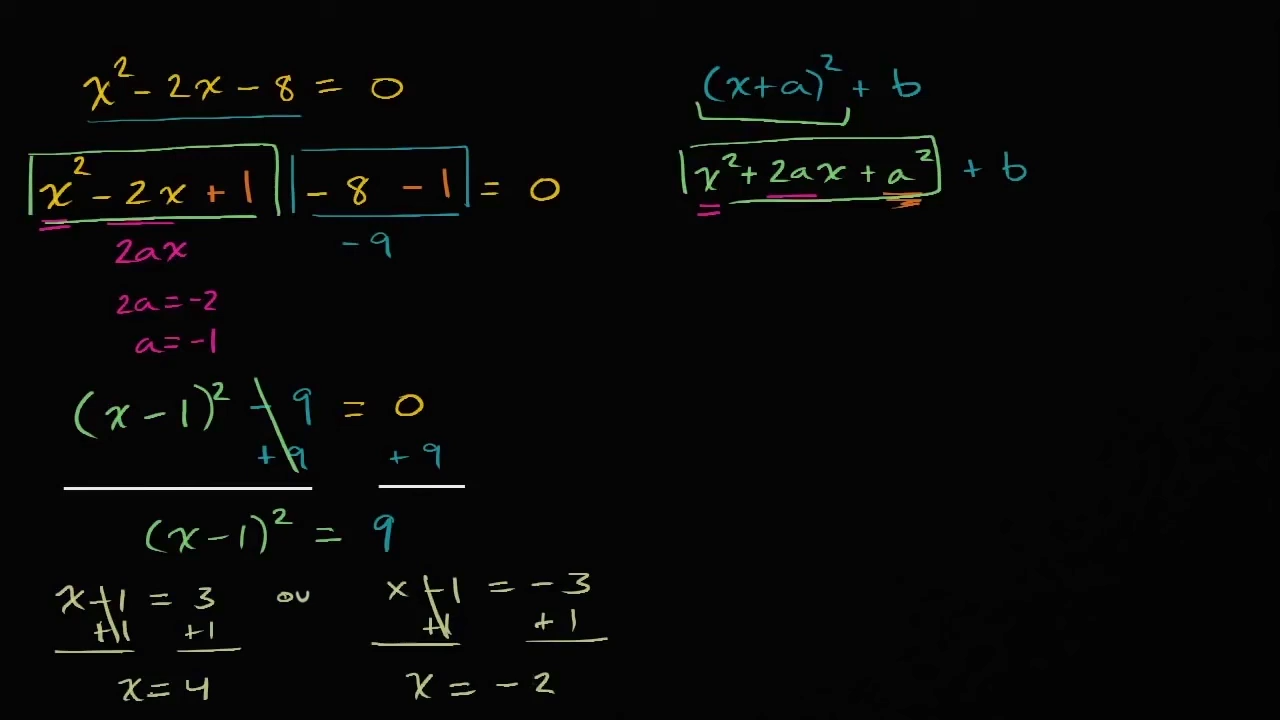 x² - 2x - 8 = 0
x² - 2x + 1 - 8 - 1 = 0
2ax
-9
2a = -2
a = -1
(x - 1)² - 9 = 0
+ 9 + 9
(x - 1)² = 9
x - 1 = 3 ou x - 1 = - 3
+1 +1 +1 + 1
x = 4 x = - 2
(x + a)² + b
x² + 2ax + a² + b